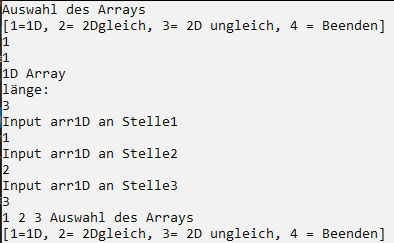 Auswahl des Arrays
[1=1D, 2= 2Dgleich, 3= 2D ungleich, 4 = Beenden]
1
1
1D Array
länge:
3
Input arr1D an Stelle1
1
Input arr1D an Stelle2
2
Input arr1D an Stelle3
3
1 2 3 Auswahl des Arrays
[1=1D, 2= 2Dgleich, 3= 2D ungleich, 4 = Beenden]